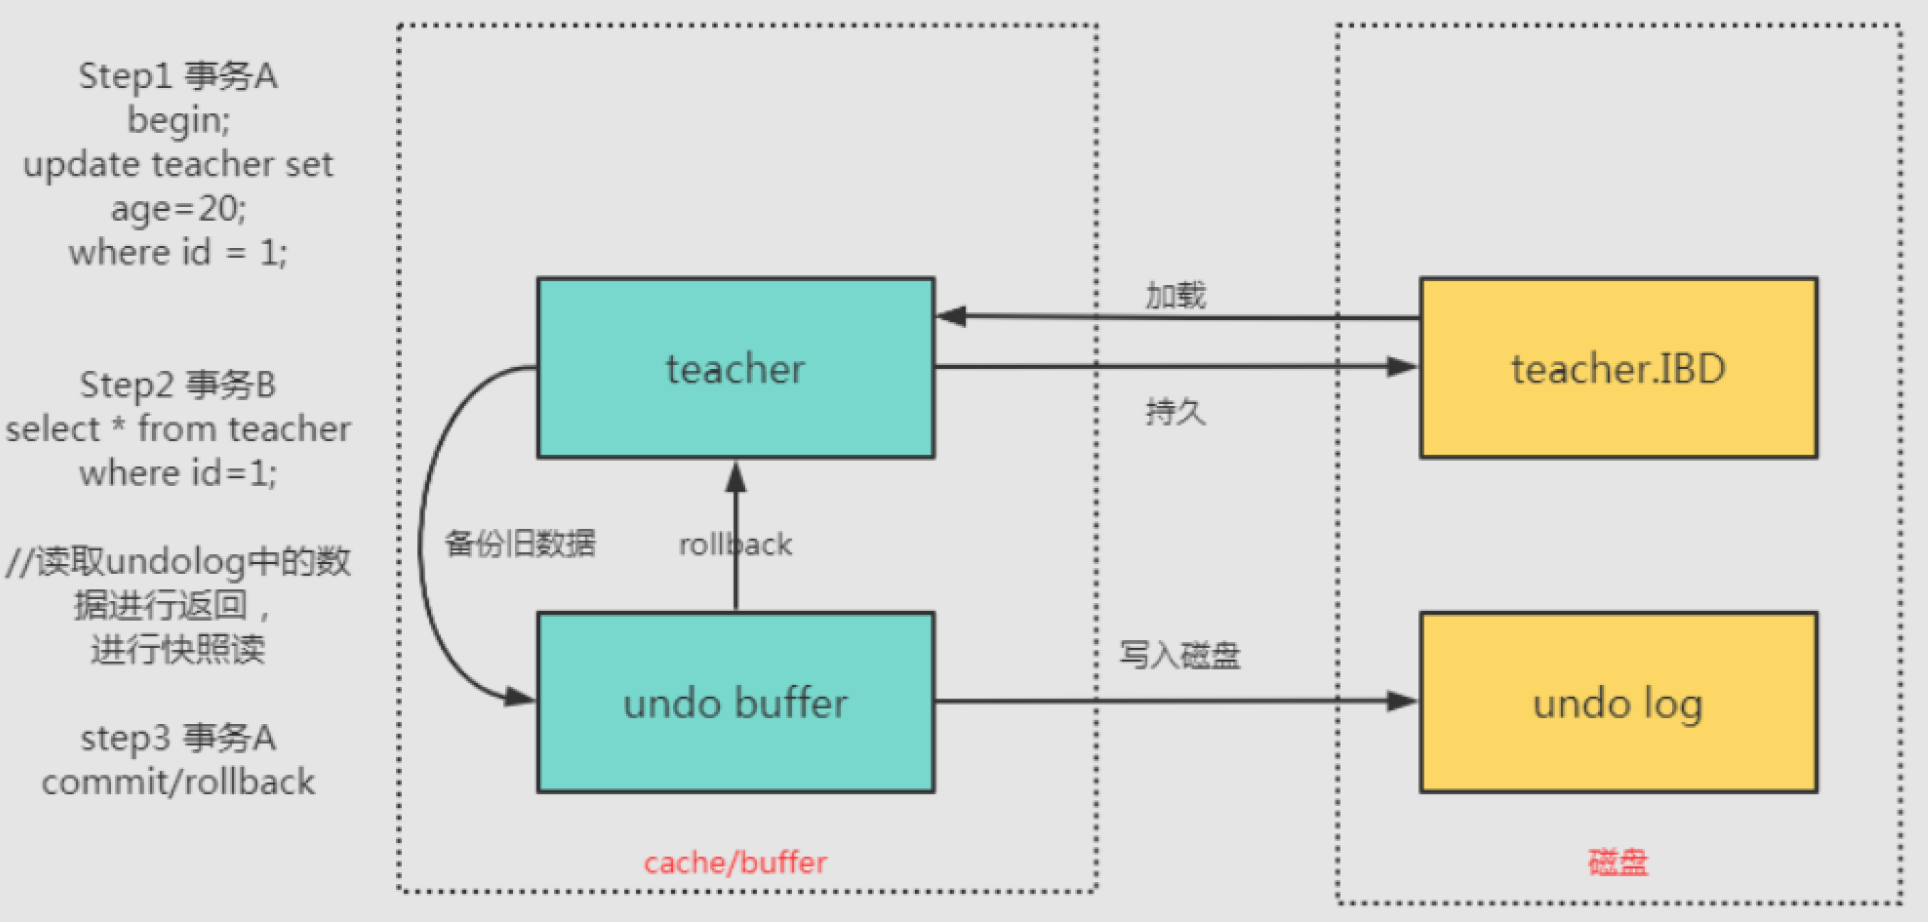 Step1 事务A
begin;
update teacher set
age=20;
where id = 1;
Step2 事务B
select * from teacher
where id=1;
//读取undolog中的数
据进行返回，
进行快照读
step3 事务A
commit/rollback
teacher
备份旧数据
rollback
undo buffer
cache/buffer
加载
持久
写入磁盘
teacher.IBD
undo log
磁盘